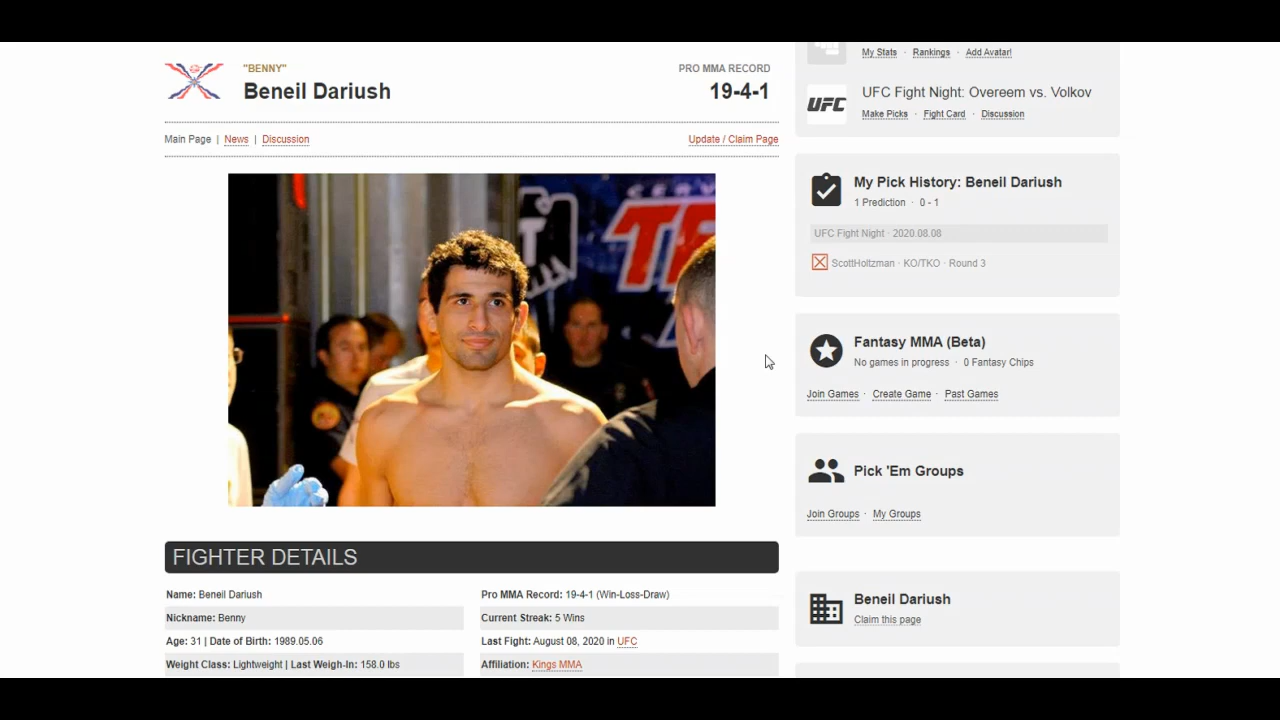 "BENNY"
Beneil Dariush
PRO MMA RECORD
19-4-1
Main Page | News | Discussion
Update / Claim Page
CERV
FIGHTER DETAILS
Name: Beneil Dariush
Nickname: Benny
Age: 31 | Date of Birth: 1989.05.06
Weight Class: Lightweight | Last Weigh-In: 158.0 lbs
Pro MMA Record: 19-4-1 (Win-Loss-Draw)
Current Streak: 5 Wins
Last Fight: August 08, 2020 in UFC
Affiliation: Kings MMA
My Stats · Rankings · Add Avatar!
UFC
UFC Fight Night: Overeem vs. Volkov
Make Picks · Fight Card · Discussion
My Pick History: Beneil Dariush
1 Prediction · 0 - 1
UFC Fight Night · 2020.08.08
ScottHoltzman · KO/TKO · Round 3
Fantasy MMA (Beta)
No games in progress · 0 Fantasy Chips
Join Games · Create Game · Past Games
Pick 'Em Groups
Join Groups · My Groups
Beneil Dariush
Claim this page